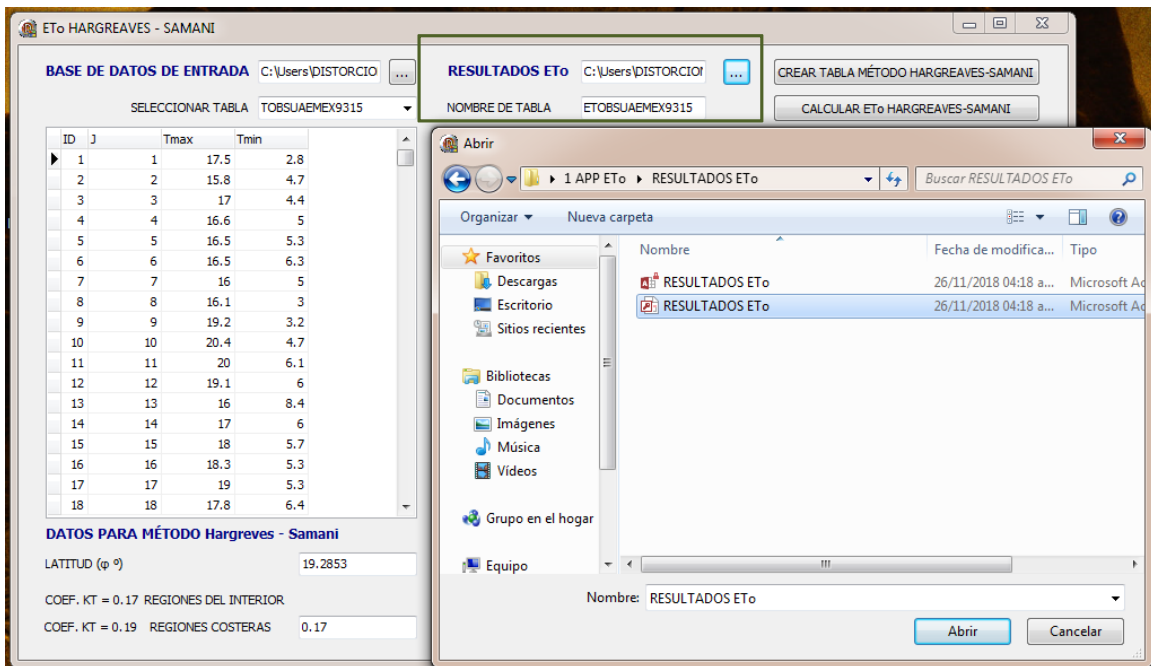 ETo HARGREAVES - SAMANI
BASE DE DATOS DE ENTRADA C:\Users\DISTORCIO ...
SELECCIONAR TABLA TOBSUAEMEX9315
RESULTADOS ETo C:\Users\DISTORCIO ...
NOMBRE DE TABLA ETOBSUAEMEX9315
CREAR TABLA MÉTODO HARGREAVES-SAMANI
CALCULAR ETo HARGREAVES-SAMANI
ID J Tmax Tmin
1 1 17.5 2.8
2 2 15.8 4.7
3 3 17 4.4
4 4 16.6 5
5 5 16.5 5.3
6 6 16.5 6.3
7 7 16 5
8 8 16.1 3
9 9 19.2 3.2
10 10 20.4 4.7
11 11 20 6.1
12 12 19.1 6
13 13 16 8.4
14 14 17 6
15 15 18 5.7
16 16 18.3 5.3
17 17 19 5.3
18 18 17.8 6.4
DATOS PARA MÉTODO Hargreves - Samani
LATITUD (φ º) 19.2853
COEF. KT = 0.17 REGIONES DEL INTERIOR
COEF. KT = 0.19 REGIONES COSTERAS 0.17
Abrir
1 APP ETo RESULTADOS ETo
Buscar RESULTADOS ETo
Organizar Nueva carpeta
Favoritos
Descargas
Escritorio
Sitios recientes
Bibliotecas
Documentos
Imágenes
Música
Vídeos
Grupo en el hogar
Equipo
Nombre Fecha de modifica... Tipo
RESULTADOS ETo 26/11/2018 04:18 a... Microsoft Ac
RESULTADOS ETo 26/11/2018 04:18 a... Microsoft Ac
Nombre: RESULTADOS ETo
Abrir Cancelar